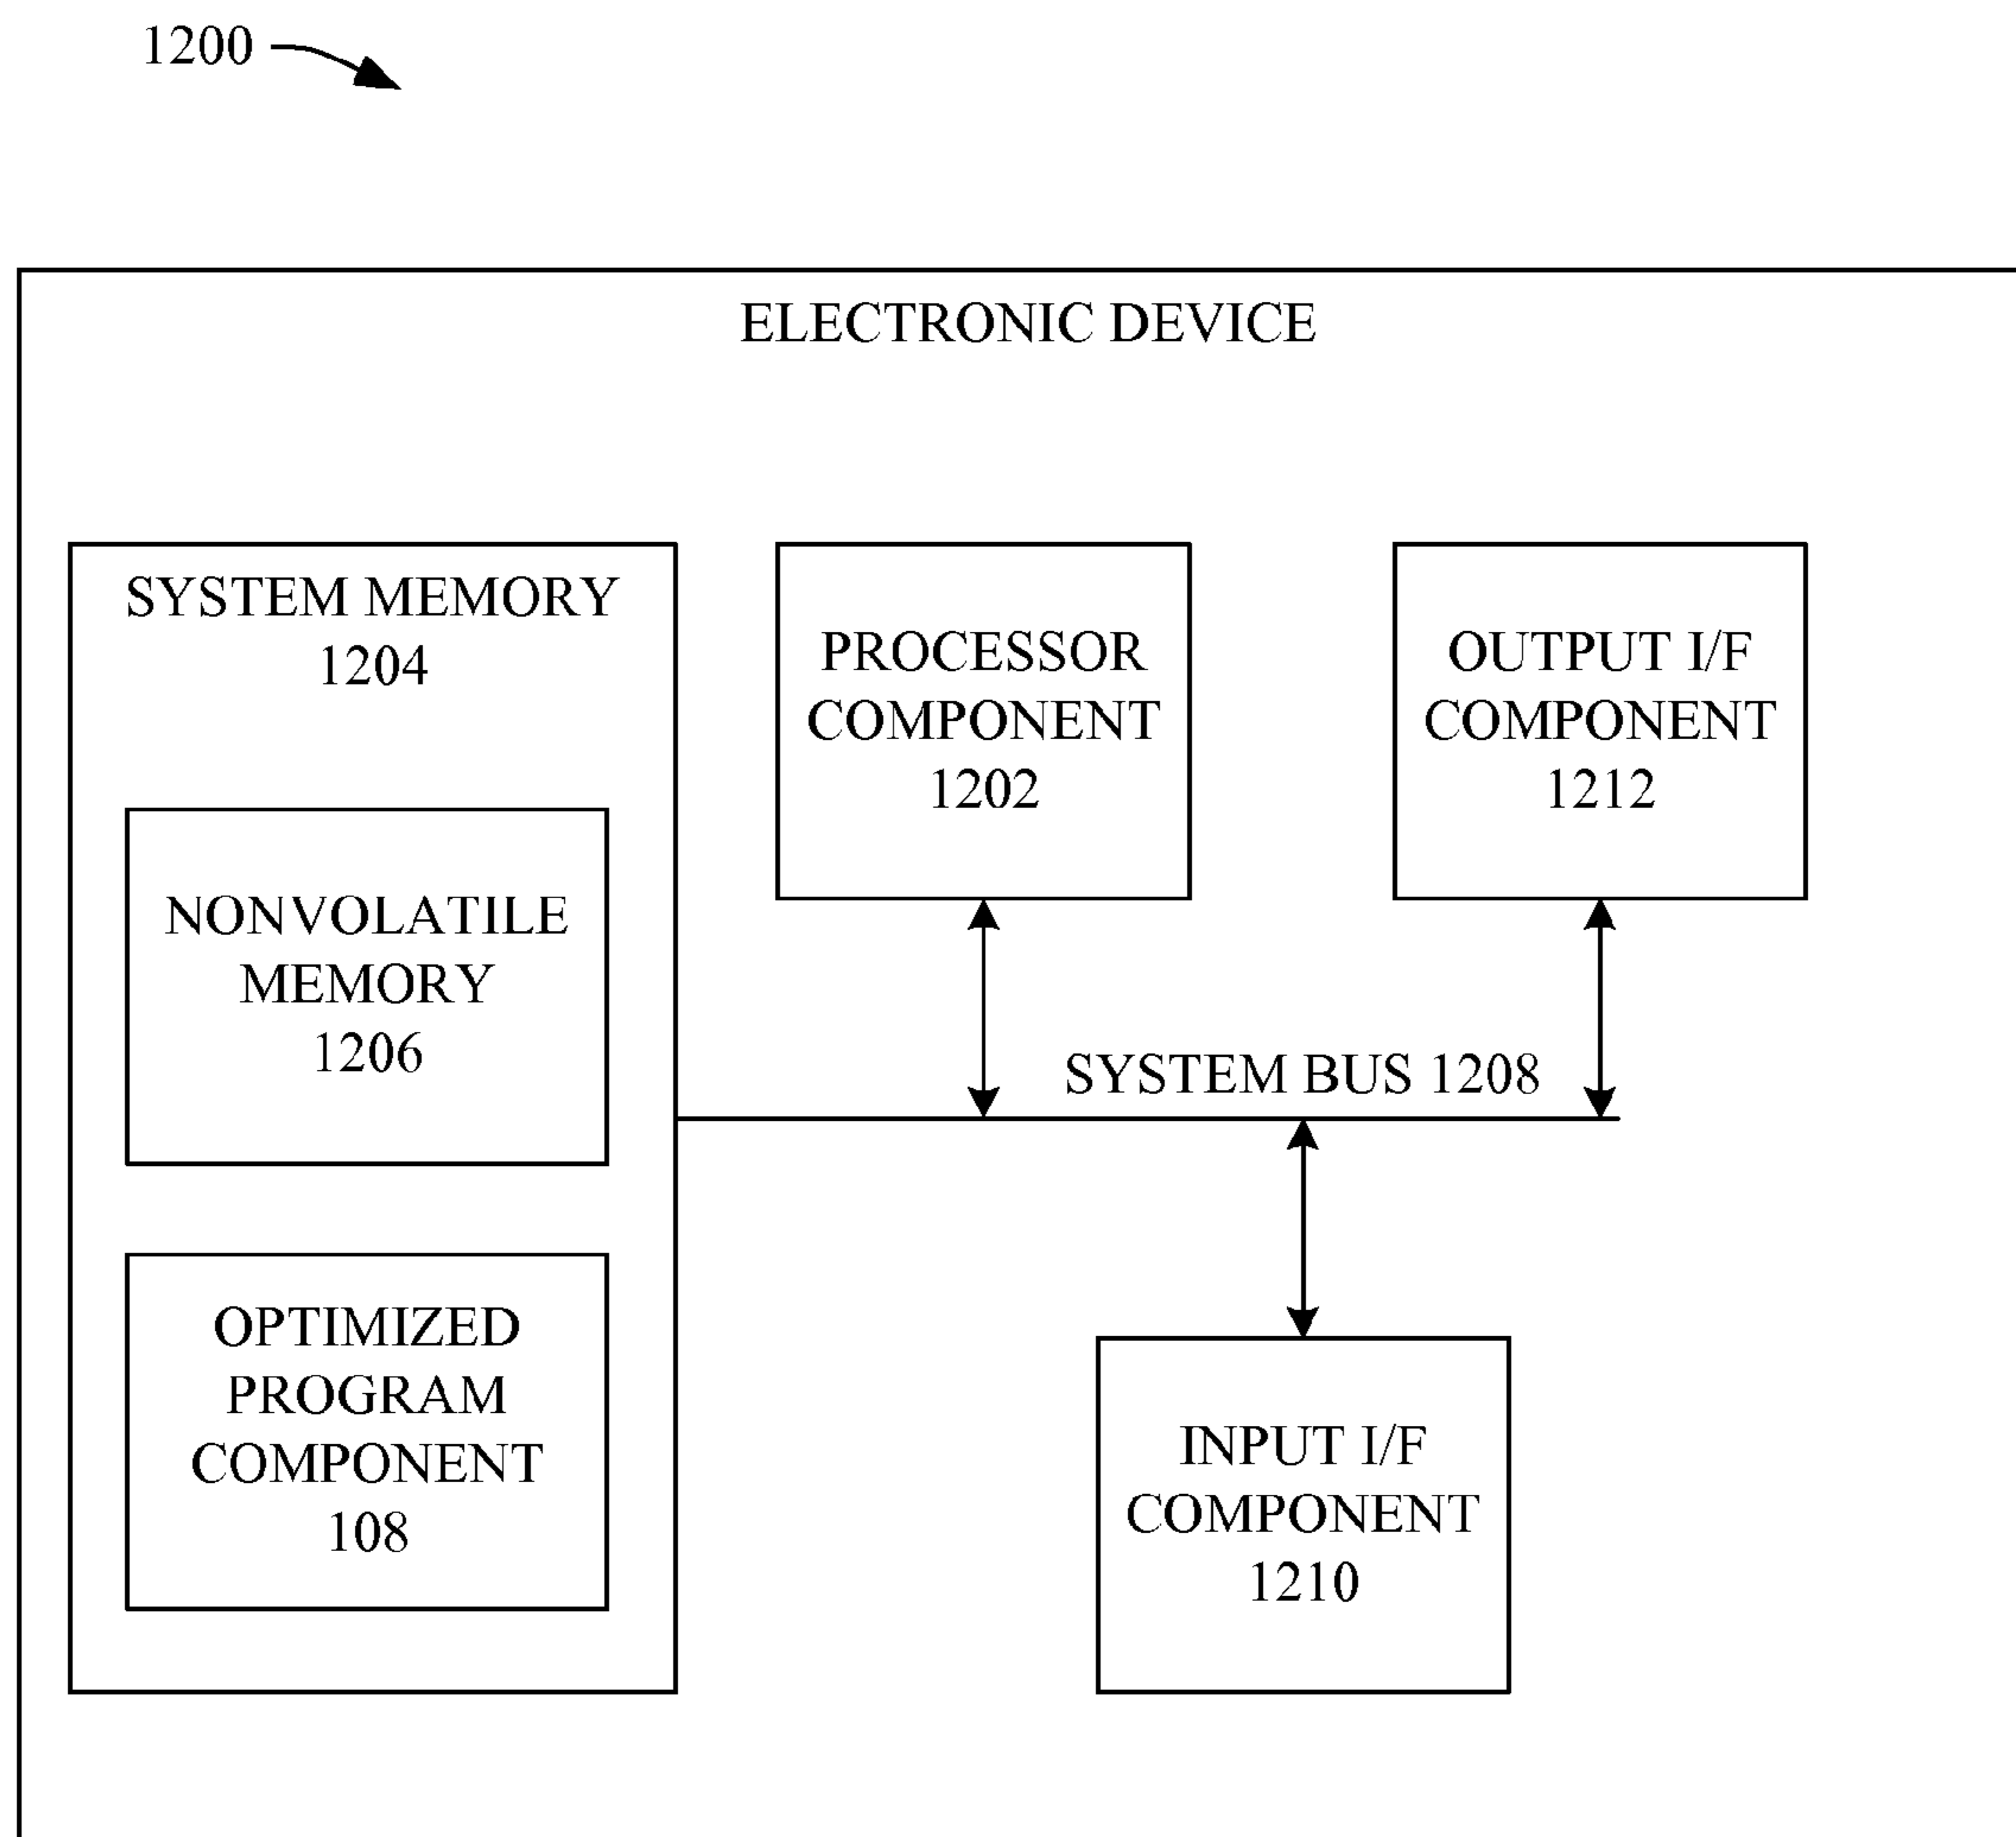 1200
ELECTRONIC DEVICE
SYSTEM MEMORY
1204
NONVOLATILE
MEMORY
1206
OPTIMIZED
PROGRAM
COMPONENT
108
PROCESSOR
COMPONENT
1202
OUTPUT I/F
COMPONENT
1212
SYSTEM BUS 1208
INPUT I/F
COMPONENT
1210